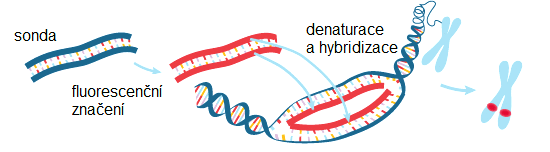 sonda
fluorescenční
značení
denaturace
a hybridizace